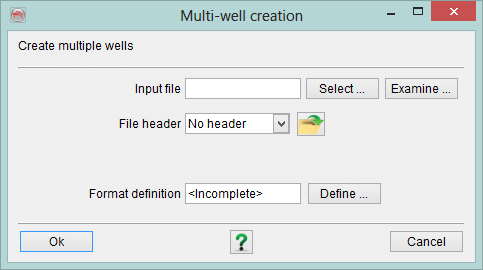 Multi-well creation
Create multiple wells
Input file Select ... Examine ...
File header No header
Format definition <Incomplete> Define ...
Ok ? Cancel